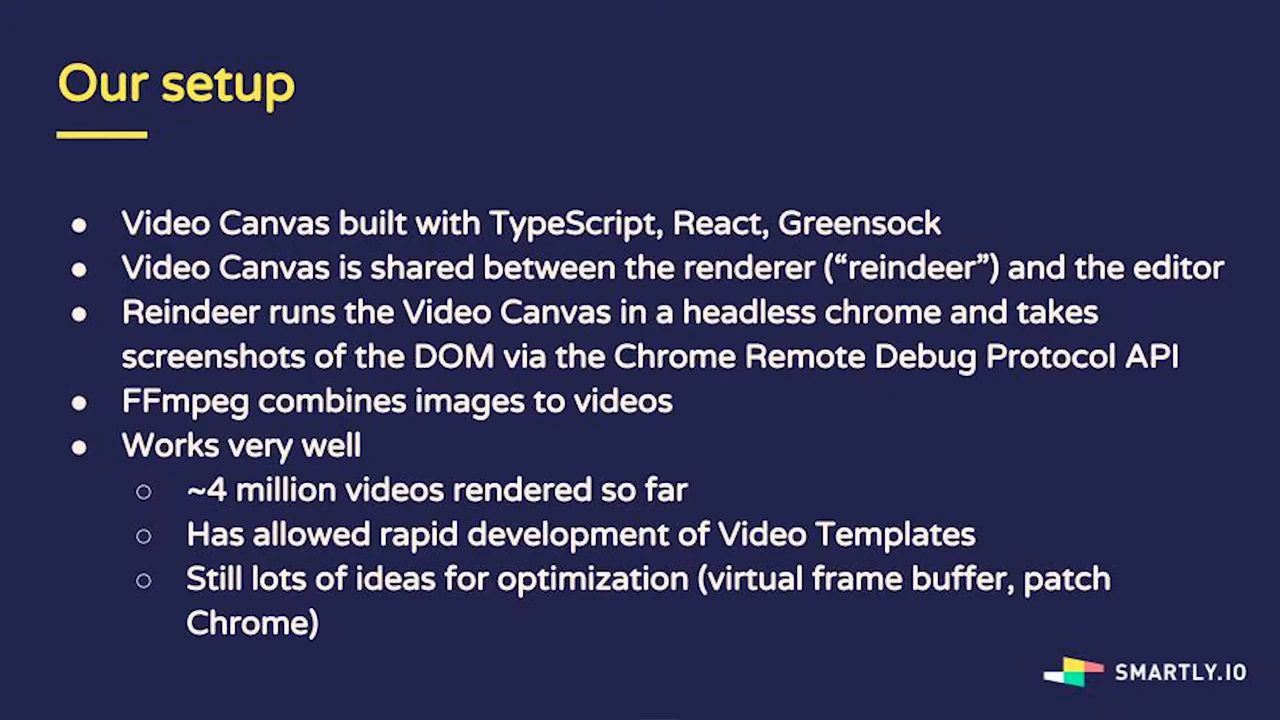 Our setup
● Video Canvas built with TypeScript, React, Greensock
● Video Canvas is shared between the renderer (“reindeer”) and the editor
● Reindeer runs the Video Canvas in a headless chrome and takes
screenshots of the DOM via the Chrome Remote Debug Protocol API
● FFmpeg combines images to videos
● Works very well
○ ~4 million videos rendered so far
○ Has allowed rapid development of Video Templates
○ Still lots of ideas for optimization (virtual frame buffer, patch
Chrome)
SMARTLY.IO